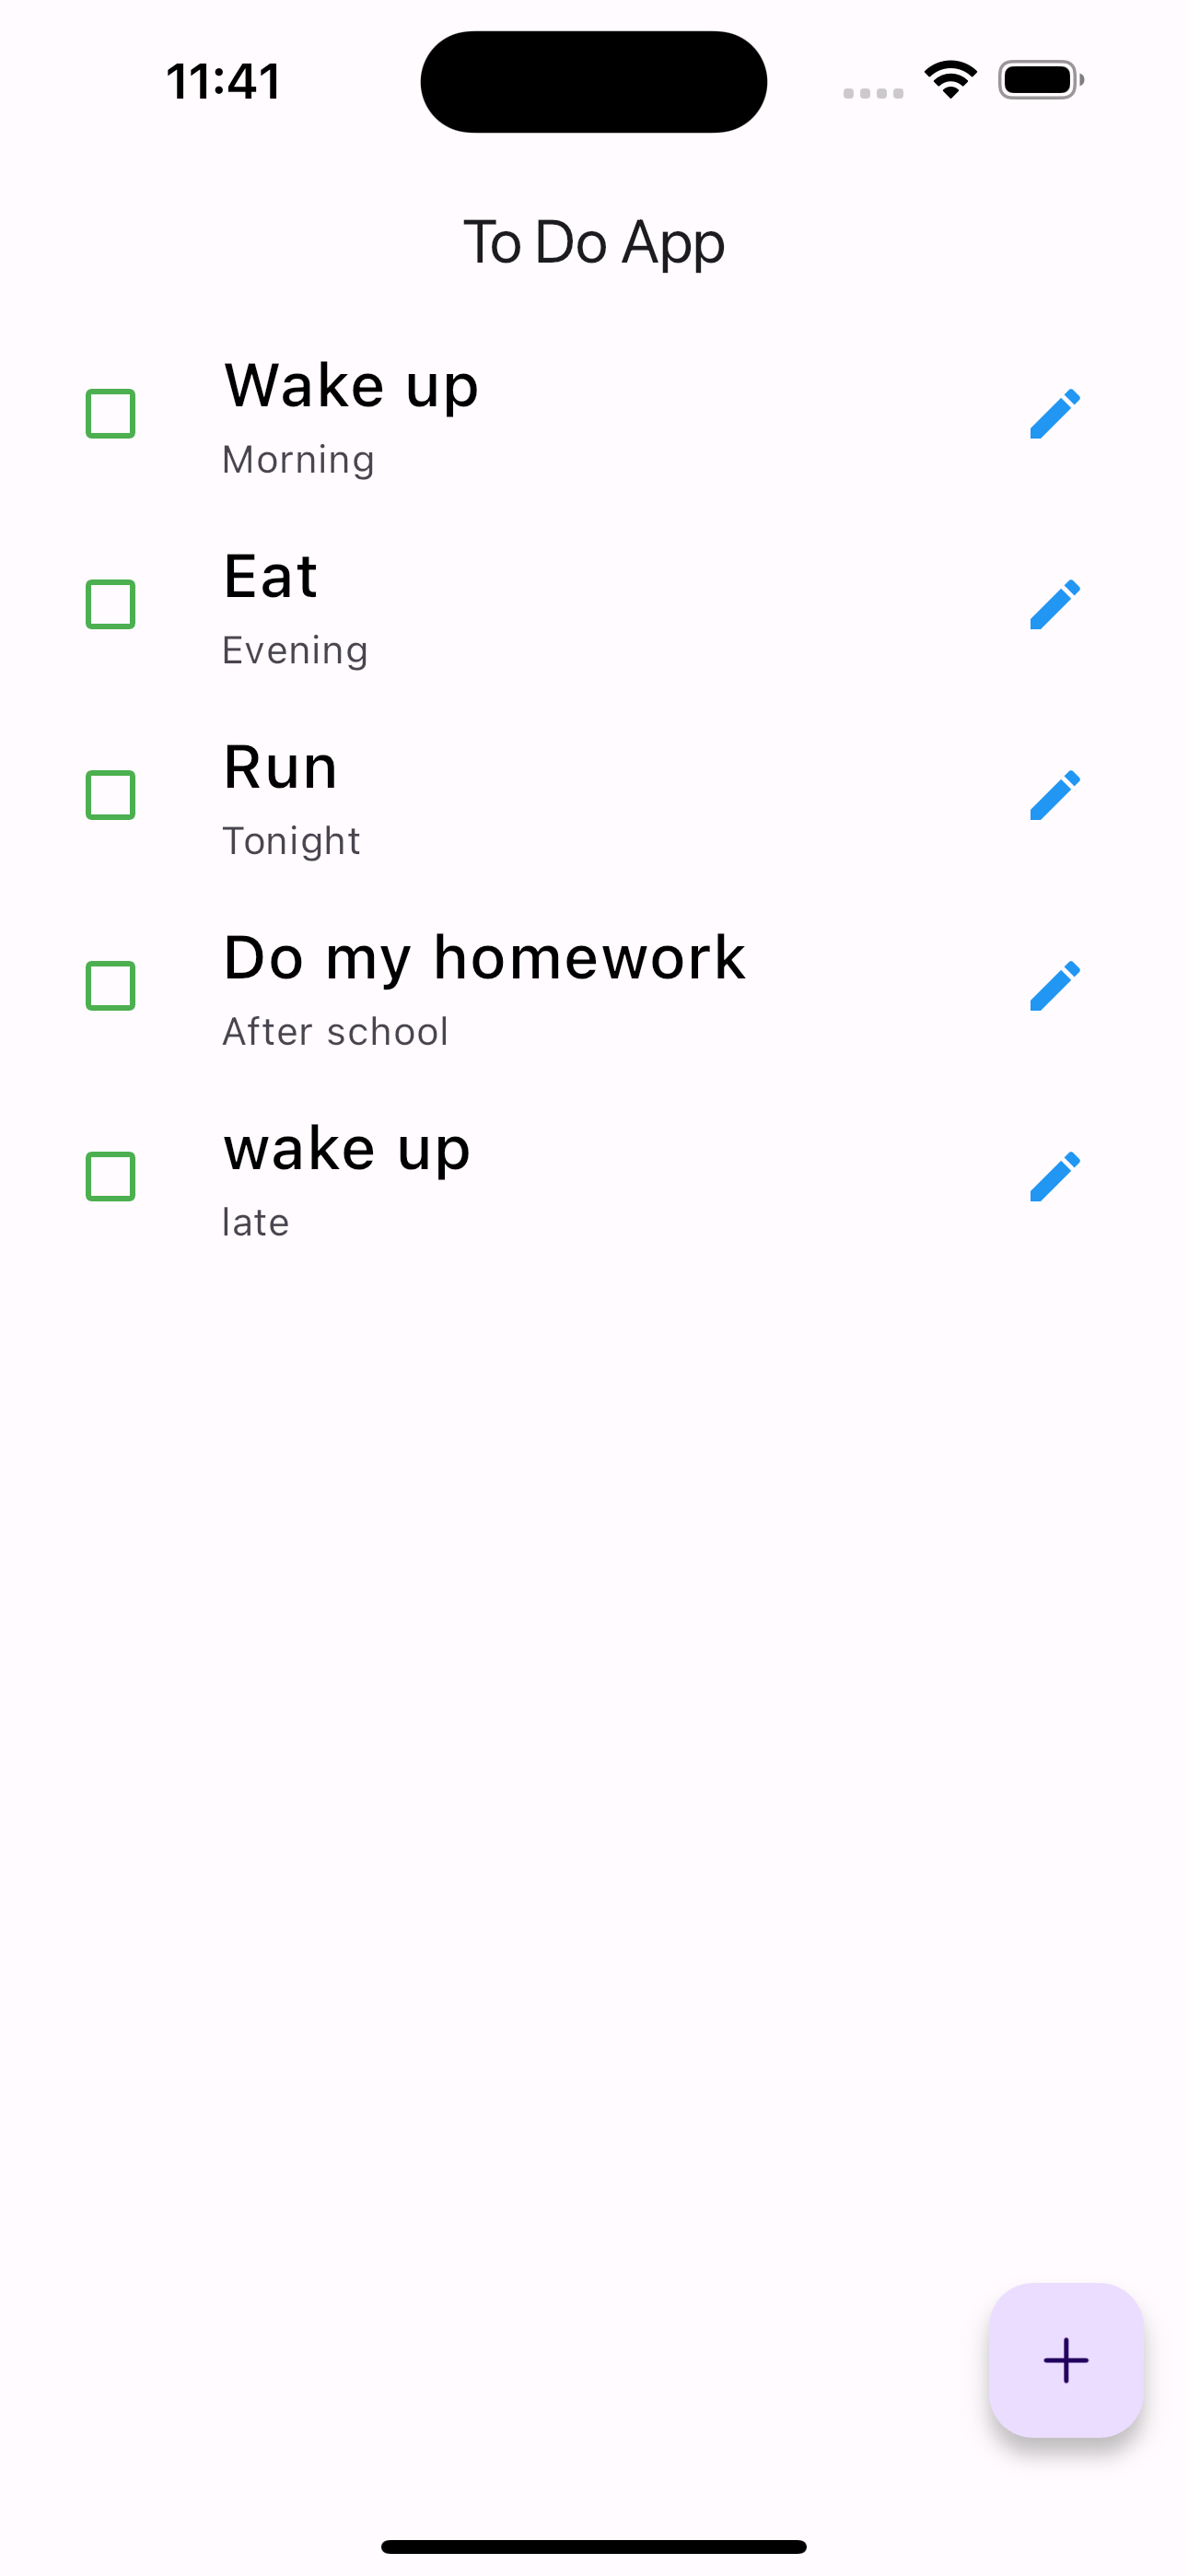 11:41
To Do App
Wake up
Morning
Eat
Evening
Run
Tonight
Do my homework
After school
wake up
late